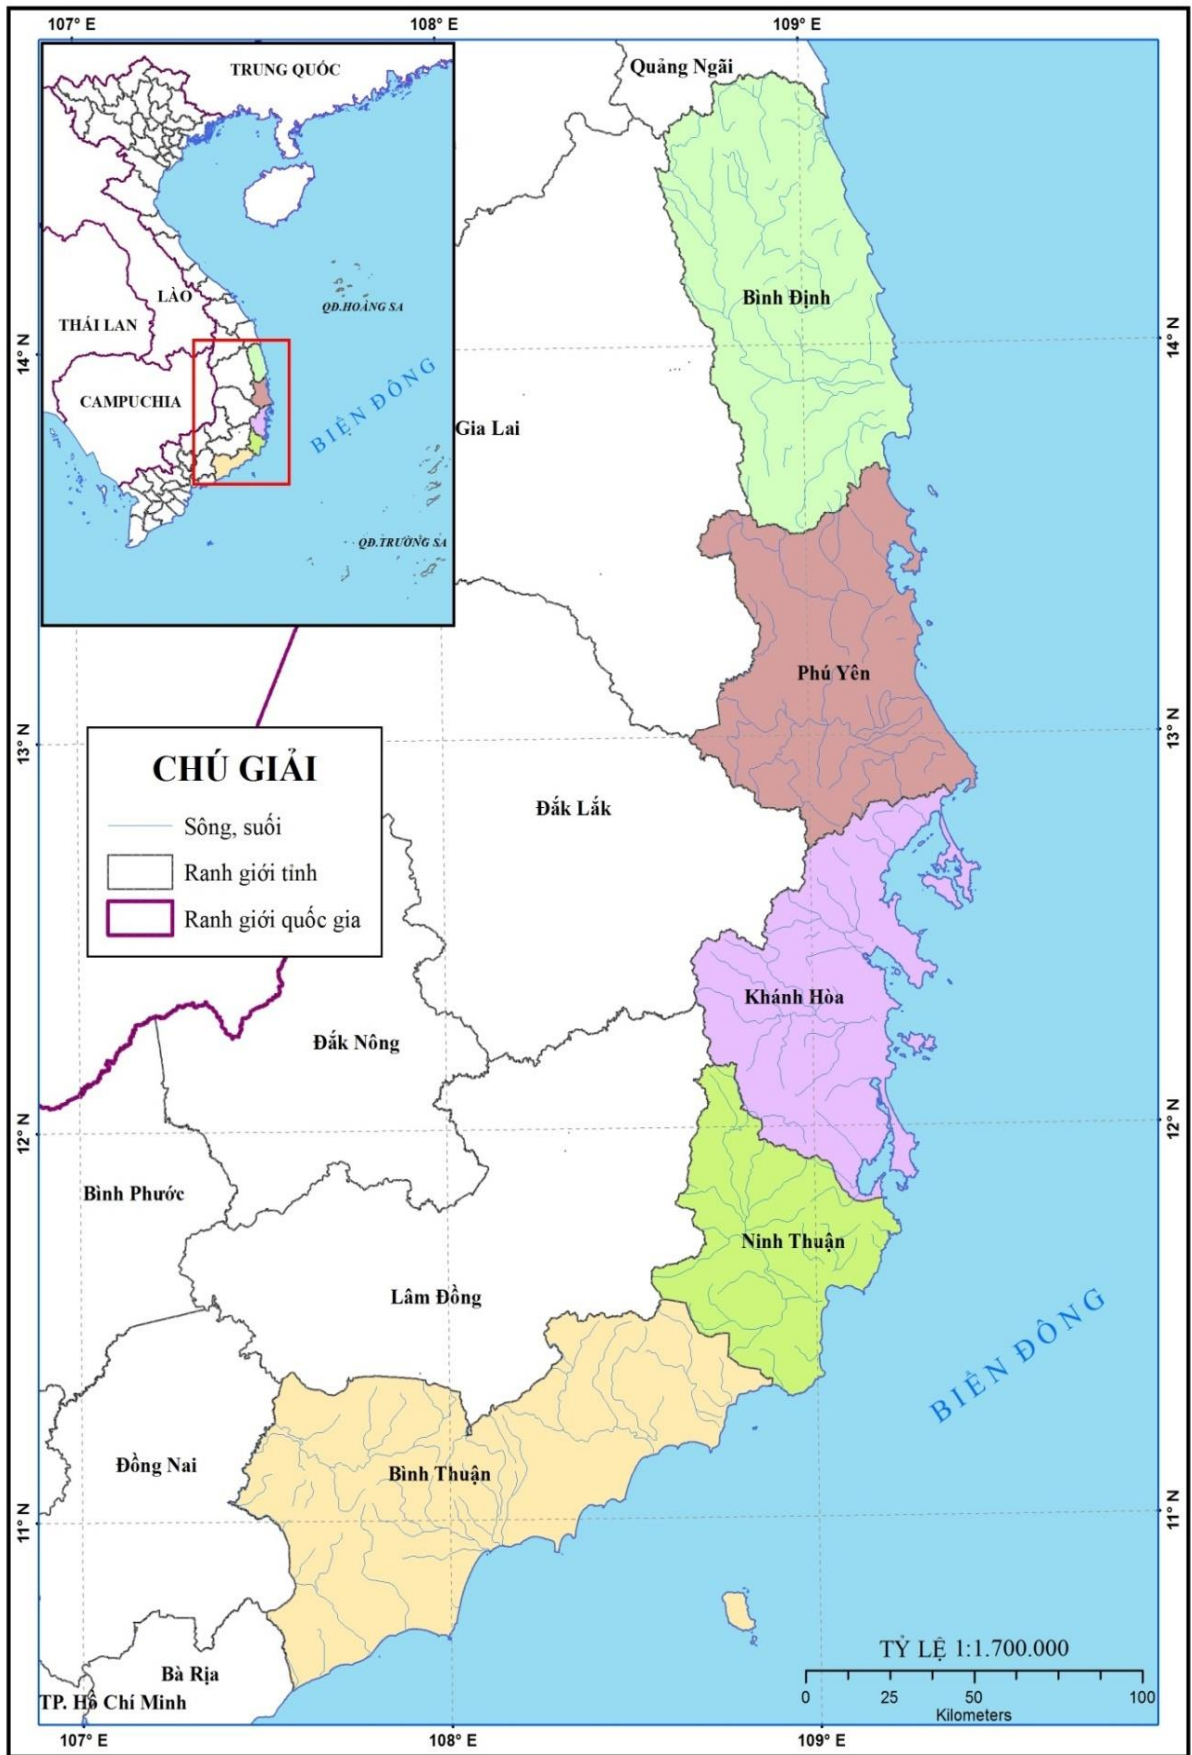 107° E
108° E
109° E
TRUNG QUỐC
Quảng Ngãi
LÀO
QĐ.HOÀNG SA
THÁI LAN
Bình Định
14° N
14° N
CAMPUCHIA
BIỂN ĐÔNG
Gia Lai
QĐ.TRƯỜNG SA
Phú Yên
13° N
13° N
CHÚ GIẢI
Sông, suối
Ranh giới tỉnh
Ranh giới quốc gia
Đắk Lắk
Khánh Hòa
Đắk Nông
12° N
12° N
Bình Phước
Ninh Thuận
Lâm Đồng
BIỂN ĐÔNG
Đồng Nai
Bình Thuận
11° N
11° N
TỶ LỆ 1:1.700.000
Bà Rịa
TP. Hồ Chí Minh
0 25 50 100
Kilometers
107° E
108° E
109° E